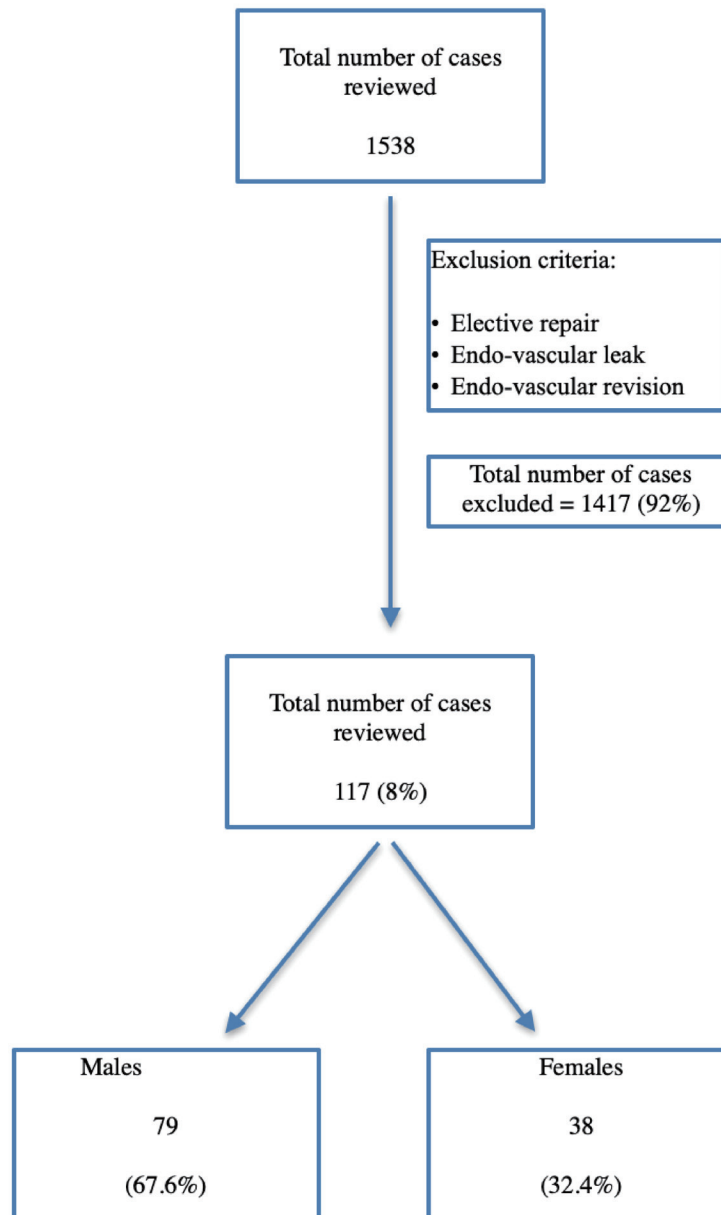 Total number of cases
reviewed
1538
Exclusion criteria:
• Elective repair
• Endo-vascular leak
• Endo-vascular revision
Total number of cases
excluded = 1417 (92%)
Total number of cases
reviewed
117 (8%)
Males
79
(67.6%)
Females
38
(32.4%)